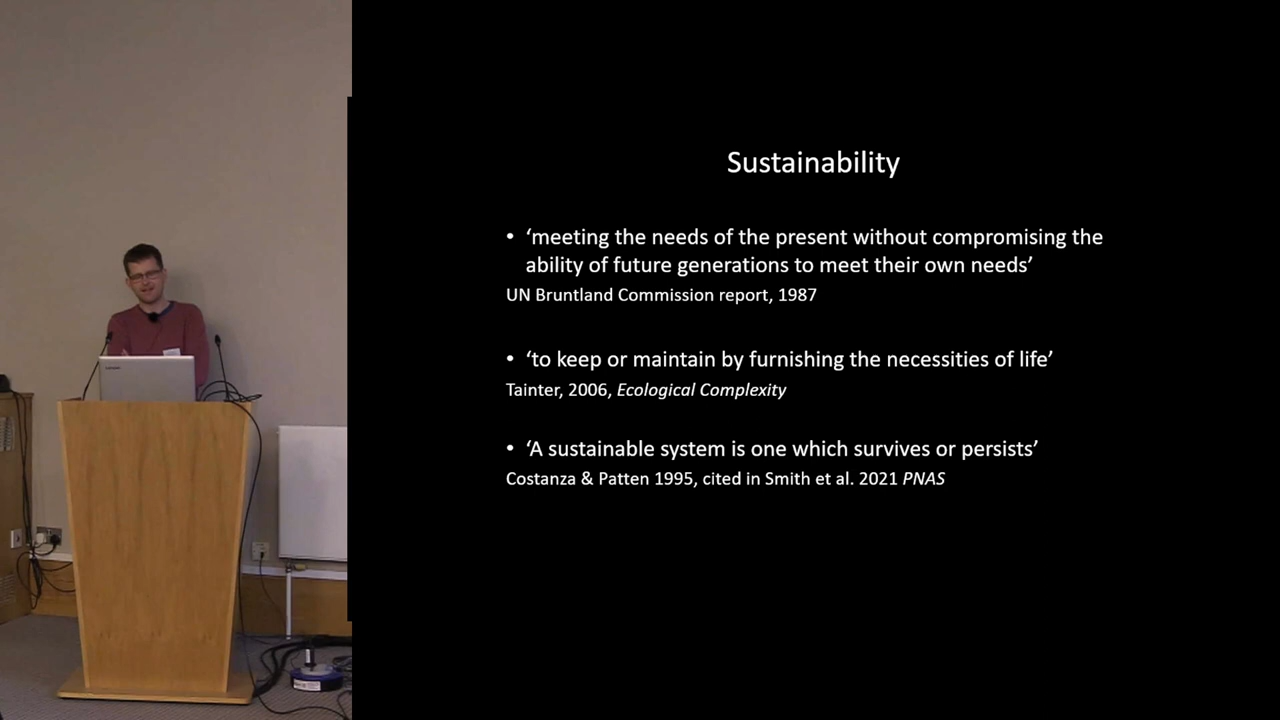 Sustainability
• ‘meeting the needs of the present without compromising the
ability of future generations to meet their own needs’
UN Bruntland Commission report, 1987
• ‘to keep or maintain by furnishing the necessities of life’
Tainter, 2006, Ecological Complexity
• ‘A sustainable system is one which survives or persists’
Costanza & Patten 1995, cited in Smith et al. 2021 PNAS